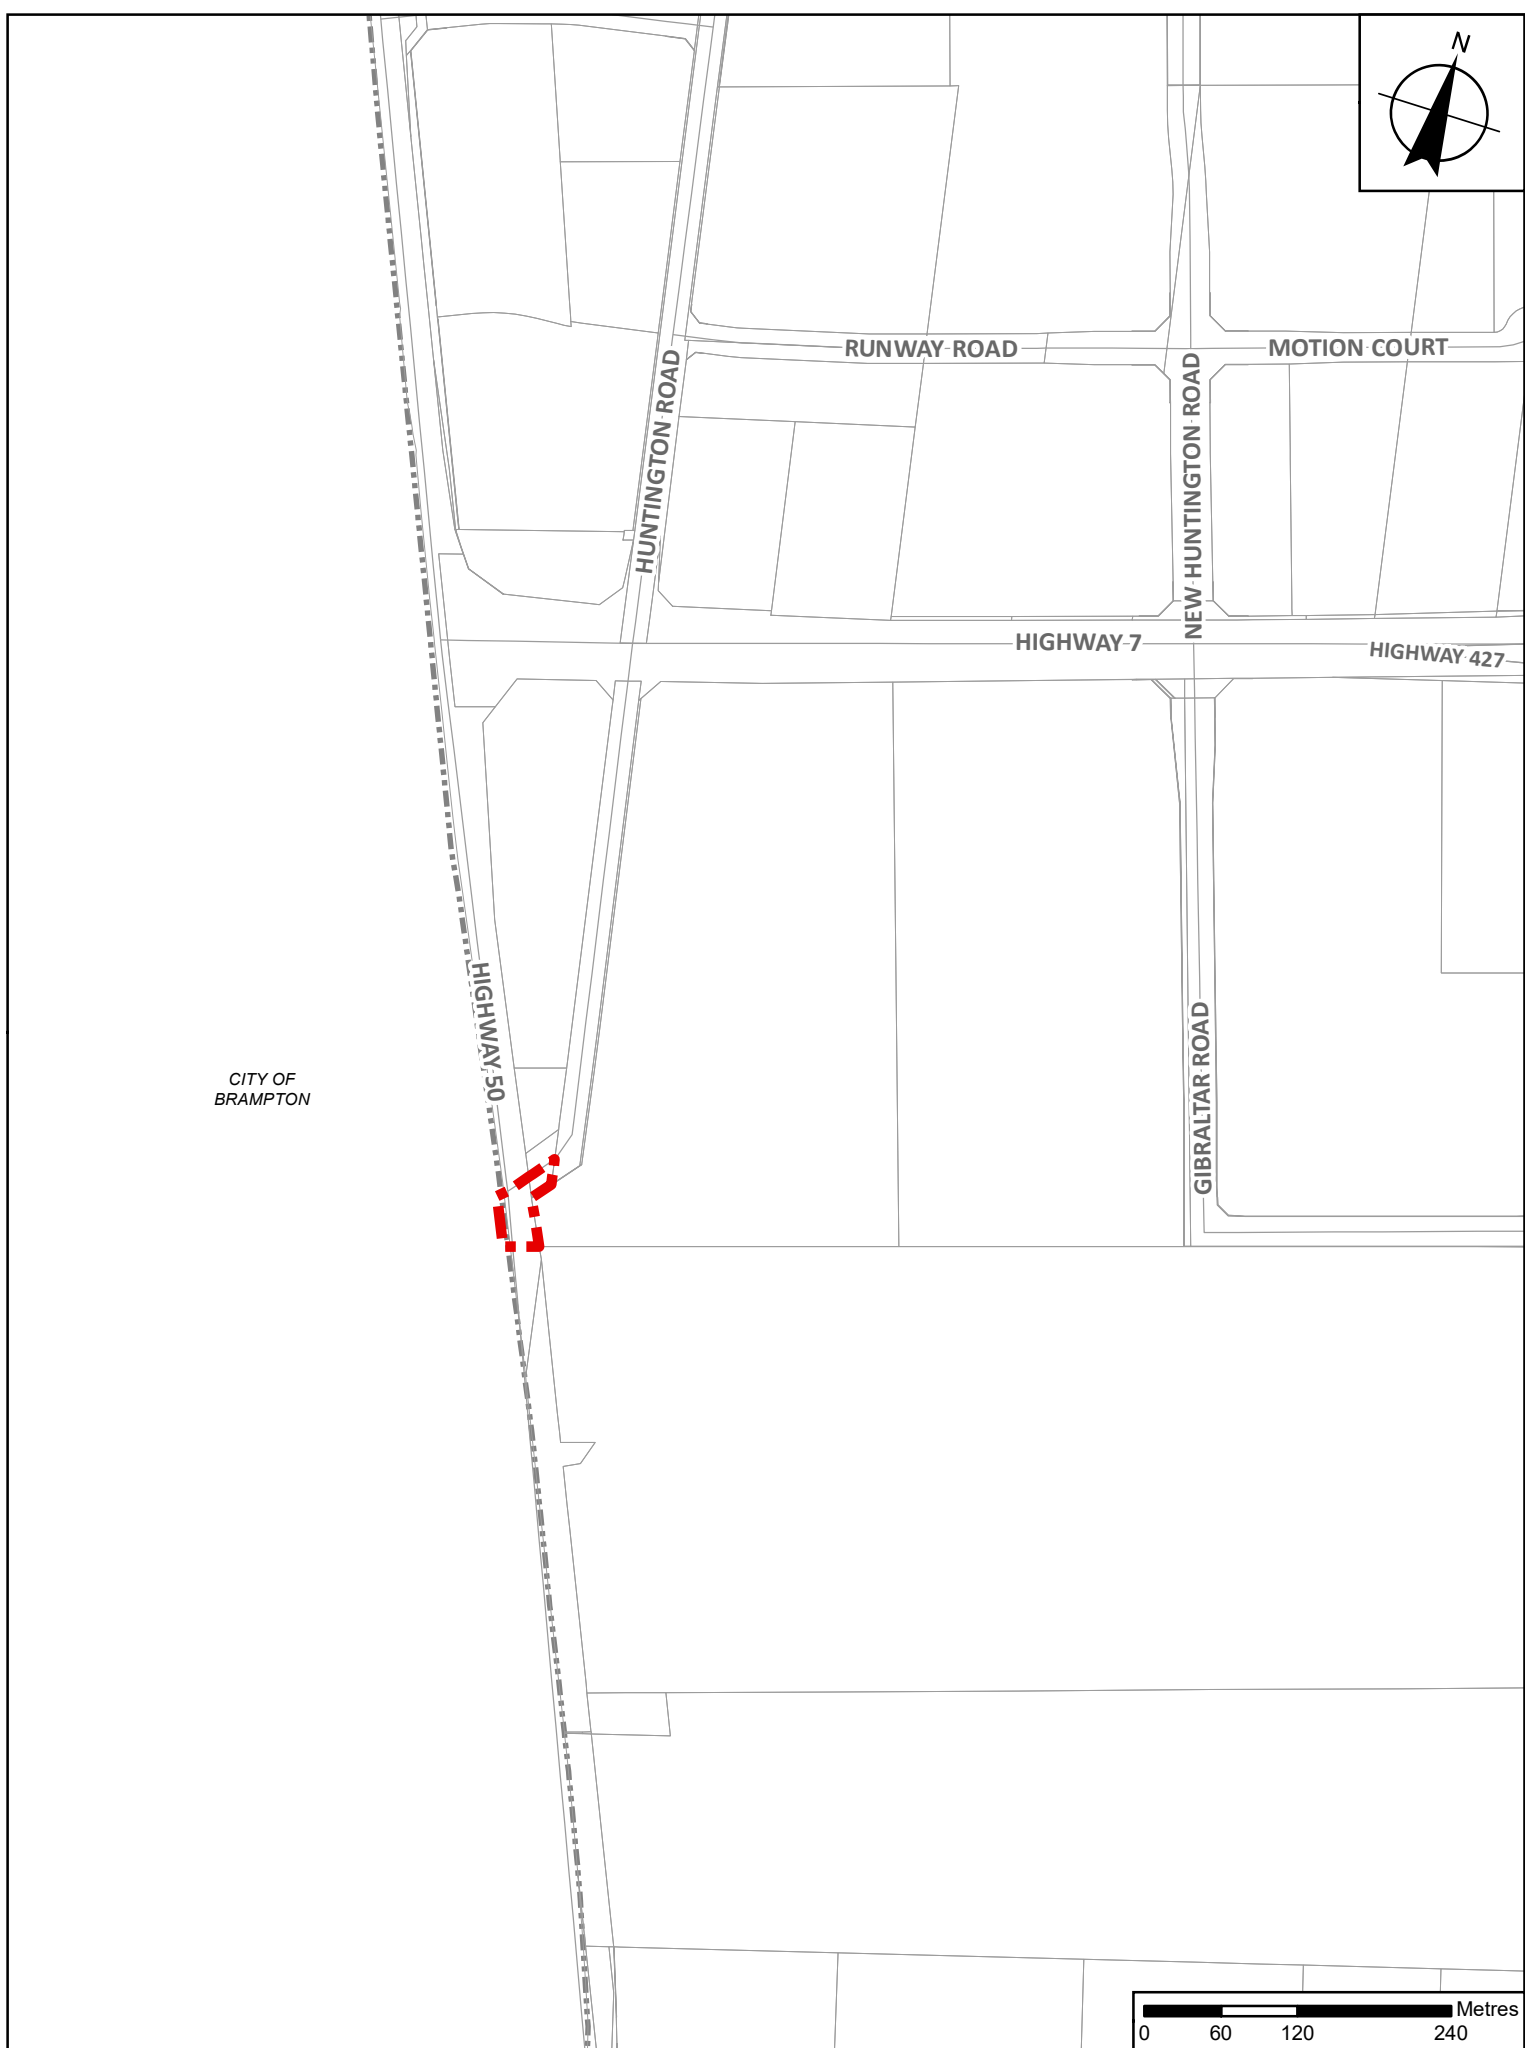 N
RUNWAY ROAD
MOTION COURT
HUNTINGTON ROAD
NEW HUNTINGTON ROAD
HIGHWAY 7
HIGHWAY 427
HIGHWAY 50
GIBRALTAR ROAD
CITY OF
BRAMPTON
Metres
0 60 120 240